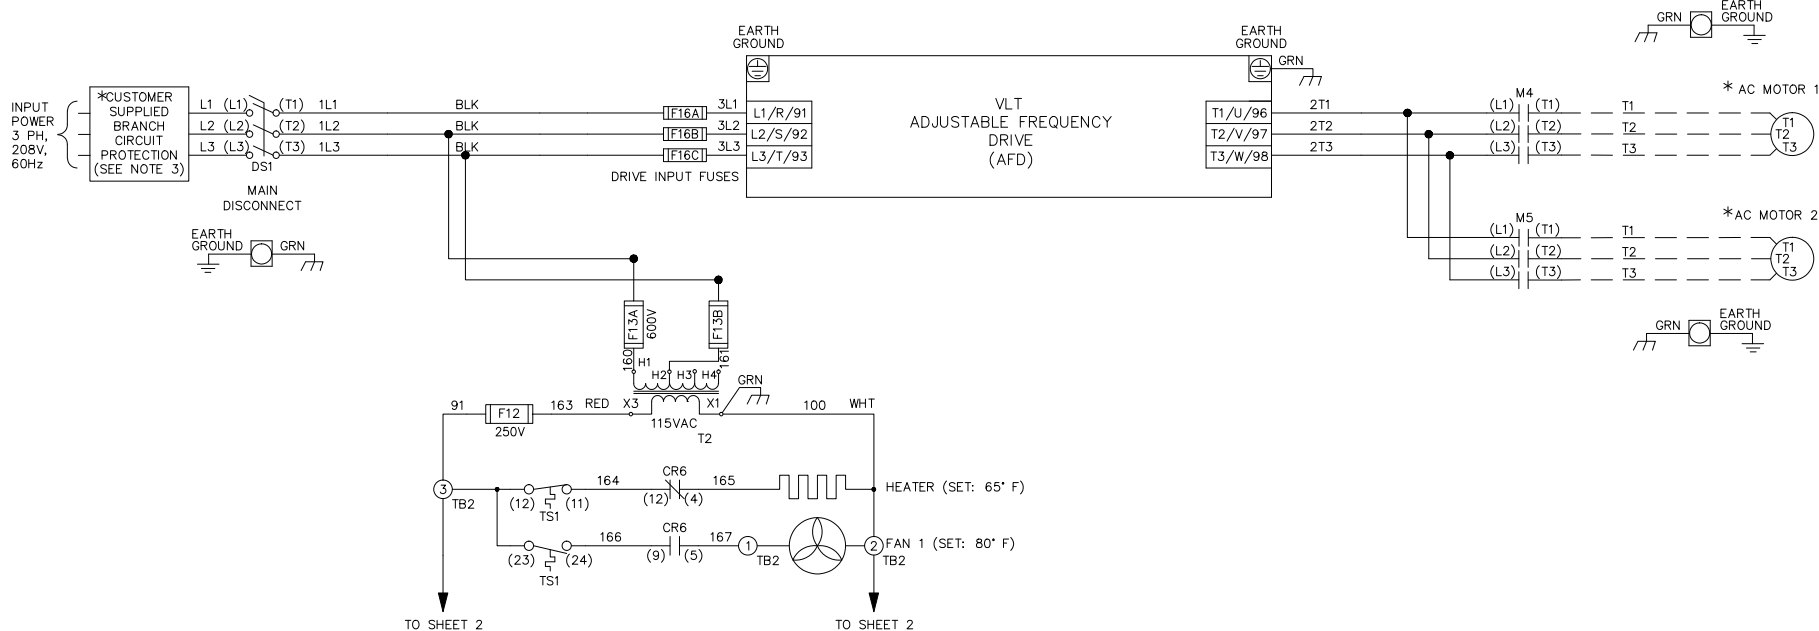 EARTH
GROUND
EARTH
GROUND
GRN
GRN
EARTH
GROUND
INPUT
POWER
3 PH,
208V,
60Hz
*CUSTOMER
SUPPLIED
BRANCH
CIRCUIT
PROTECTION
(SEE NOTE 3)
L1 (L1) (T1) 1L1 BLK F16A 3L1 L1/R/91
L2 (L2) (T2) 1L2 BLK F16B 3L2 L2/S/92
L3 (L3) (T3) 1L3 BLK F16C 3L3 L3/T/93
DS1
MAIN
DISCONNECT
DRIVE INPUT FUSES
VLT
ADJUSTABLE FREQUENCY
DRIVE
(AFD)
T1/U/96 2T1
T2/V/97 2T2
T3/W/98 2T3
M4
* AC MOTOR 1
(L1) (T1) T1 T1
(L2) (T2) T2 T2
(L3) (T3) T3 T3
M5
*AC MOTOR 2
(L1) (T1) T1 T1
(L2) (T2) T2 T2
(L3) (T3) T3 T3
EARTH
GROUND
GRN
GRN
EARTH
GROUND
F13A
600V
F13B
160
161
H1
H2 H3 H4
GRN
91 F12 163 RED X3 X1 100 WHT
250V
115VAC
T2
3
TB2
(12) (11)
TS1
164
CR6
(12) (4)
165
HEATER (SET: 65° F)
(23) (24)
TS1
166
CR6
(9) (5)
167
1
TB2
2
TB2
FAN 1 (SET: 80° F)
TO SHEET 2
TO SHEET 2